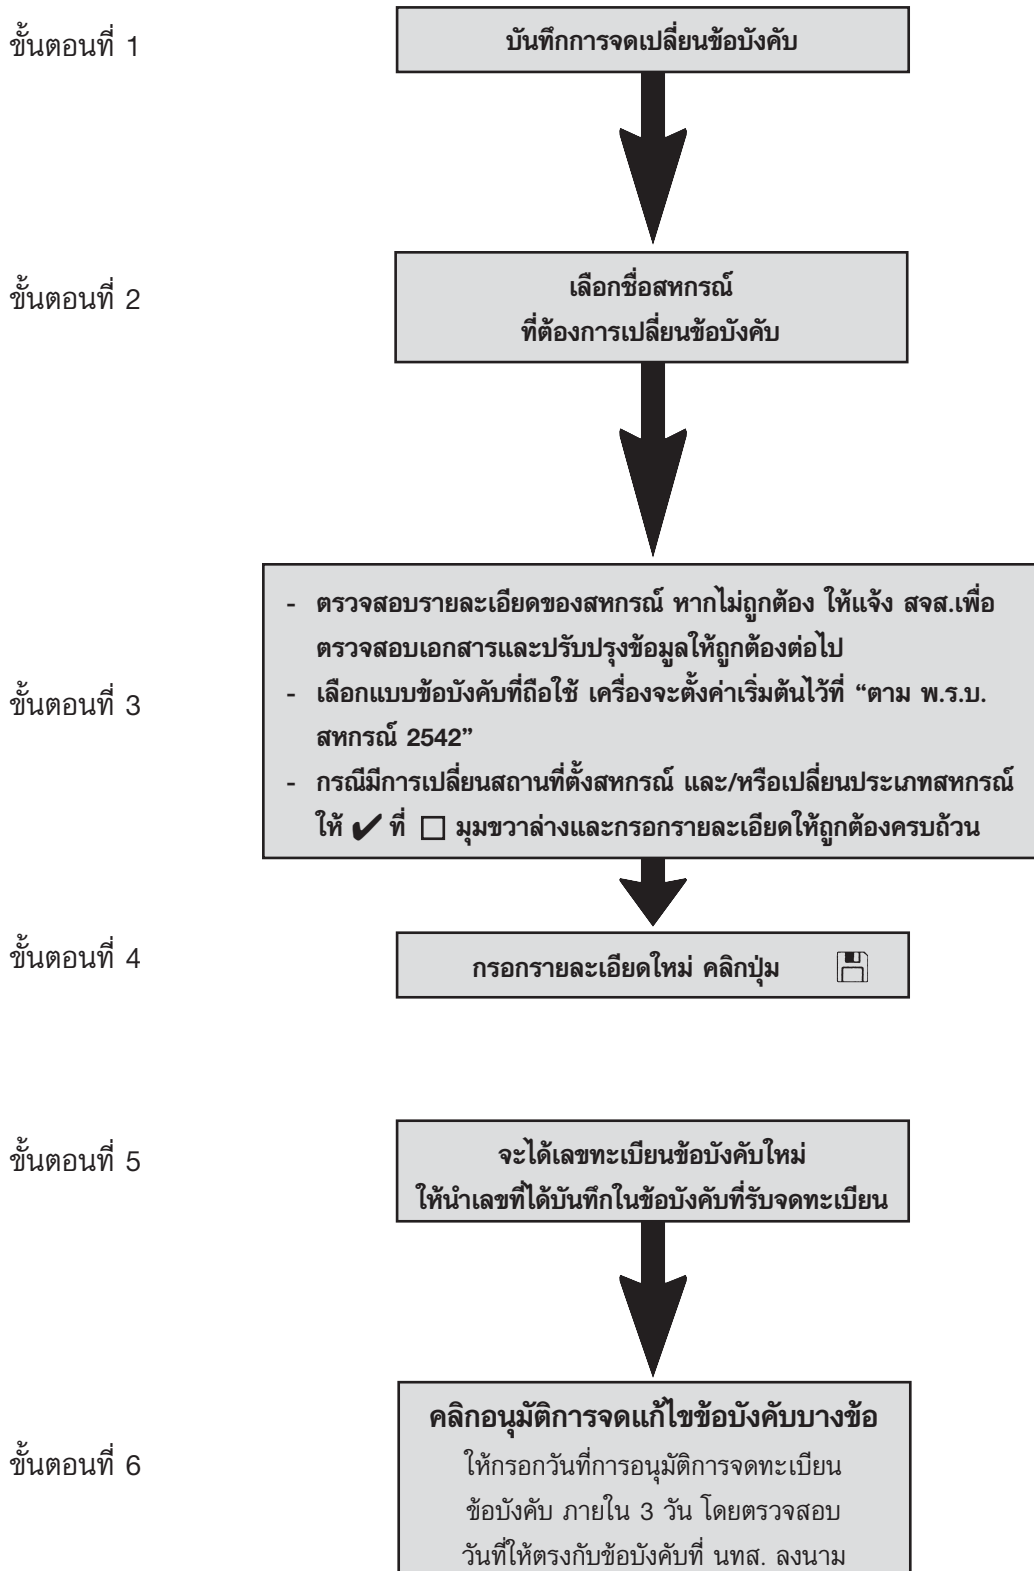 ขั้นตอนที่ 1
บันทึกการจดเปลี่ยนข้อบังคับ
ขั้นตอนที่ 2
เลือกชื่อสหกรณ์
ที่ต้องการเปลี่ยนข้อบังคับ
ขั้นตอนที่ 3
- ตรวจสอบรายละเอียดของสหกรณ์ หากไม่ถูกต้อง ให้แจ้ง สจส.เพื่อ
ตรวจสอบเอกสารและปรับปรุงข้อมูลให้ถูกต้องต่อไป
- เลือกแบบข้อบังคับที่ถือใช้ เครื่องจะตั้งค่าเริ่มต้นไว้ที่ “ตาม พ.ร.บ.
สหกรณ์ 2542”
- กรณีมีการเปลี่ยนสถานที่ตั้งสหกรณ์ และ/หรือเปลี่ยนประเภทสหกรณ์
ให้ ✔ ที่ □ มุมขวาล่างและกรอกรายละเอียดให้ถูกต้องครบถ้วน
ขั้นตอนที่ 4
กรอกรายละเอียดใหม่ คลิกปุ่ม
ขั้นตอนที่ 5
จะได้เลขทะเบียนข้อบังคับใหม่
ให้นำเลขที่ได้บันทึกในข้อบังคับที่รับจดทะเบียน
ขั้นตอนที่ 6
คลิกอนุมัติการจดแก้ไขข้อบังคับบางข้อ
ให้กรอกวันที่การอนุมัติการจดทะเบียน
ข้อบังคับ ภายใน 3 วัน โดยตรวจสอบ
วันที่ให้ตรงกับข้อบังคับที่ นทส. ลงนาม